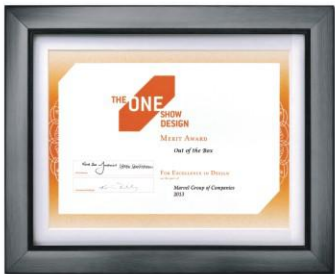 THE ONE
SHOW
DESIGN
MERIT AWARD
Out of the Box
FOR EXCELLENCE IN DESIGN
Marvel Group of Companies
2013